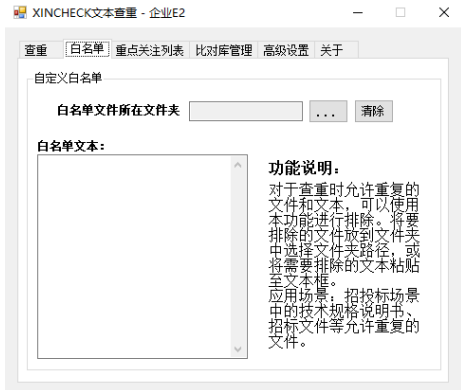 XINCHECK文本查重 - 企业E2
查重 白名单 重点关注列表 比对库管理 高级设置 关于
自定义白名单
白名单文件所在文件夹 ... 清除
白名单文本：
功能说明：
对于查重时允许重复的
文件和文本，可以使用
本功能进行排除。将要
排除的文件放到文件夹
中选择文件夹路径，或
将需要排除的文本粘贴
至文本框。
应用场景：招投标场景
中的技术规格说明书、
招标文件等允许重复的
文件。